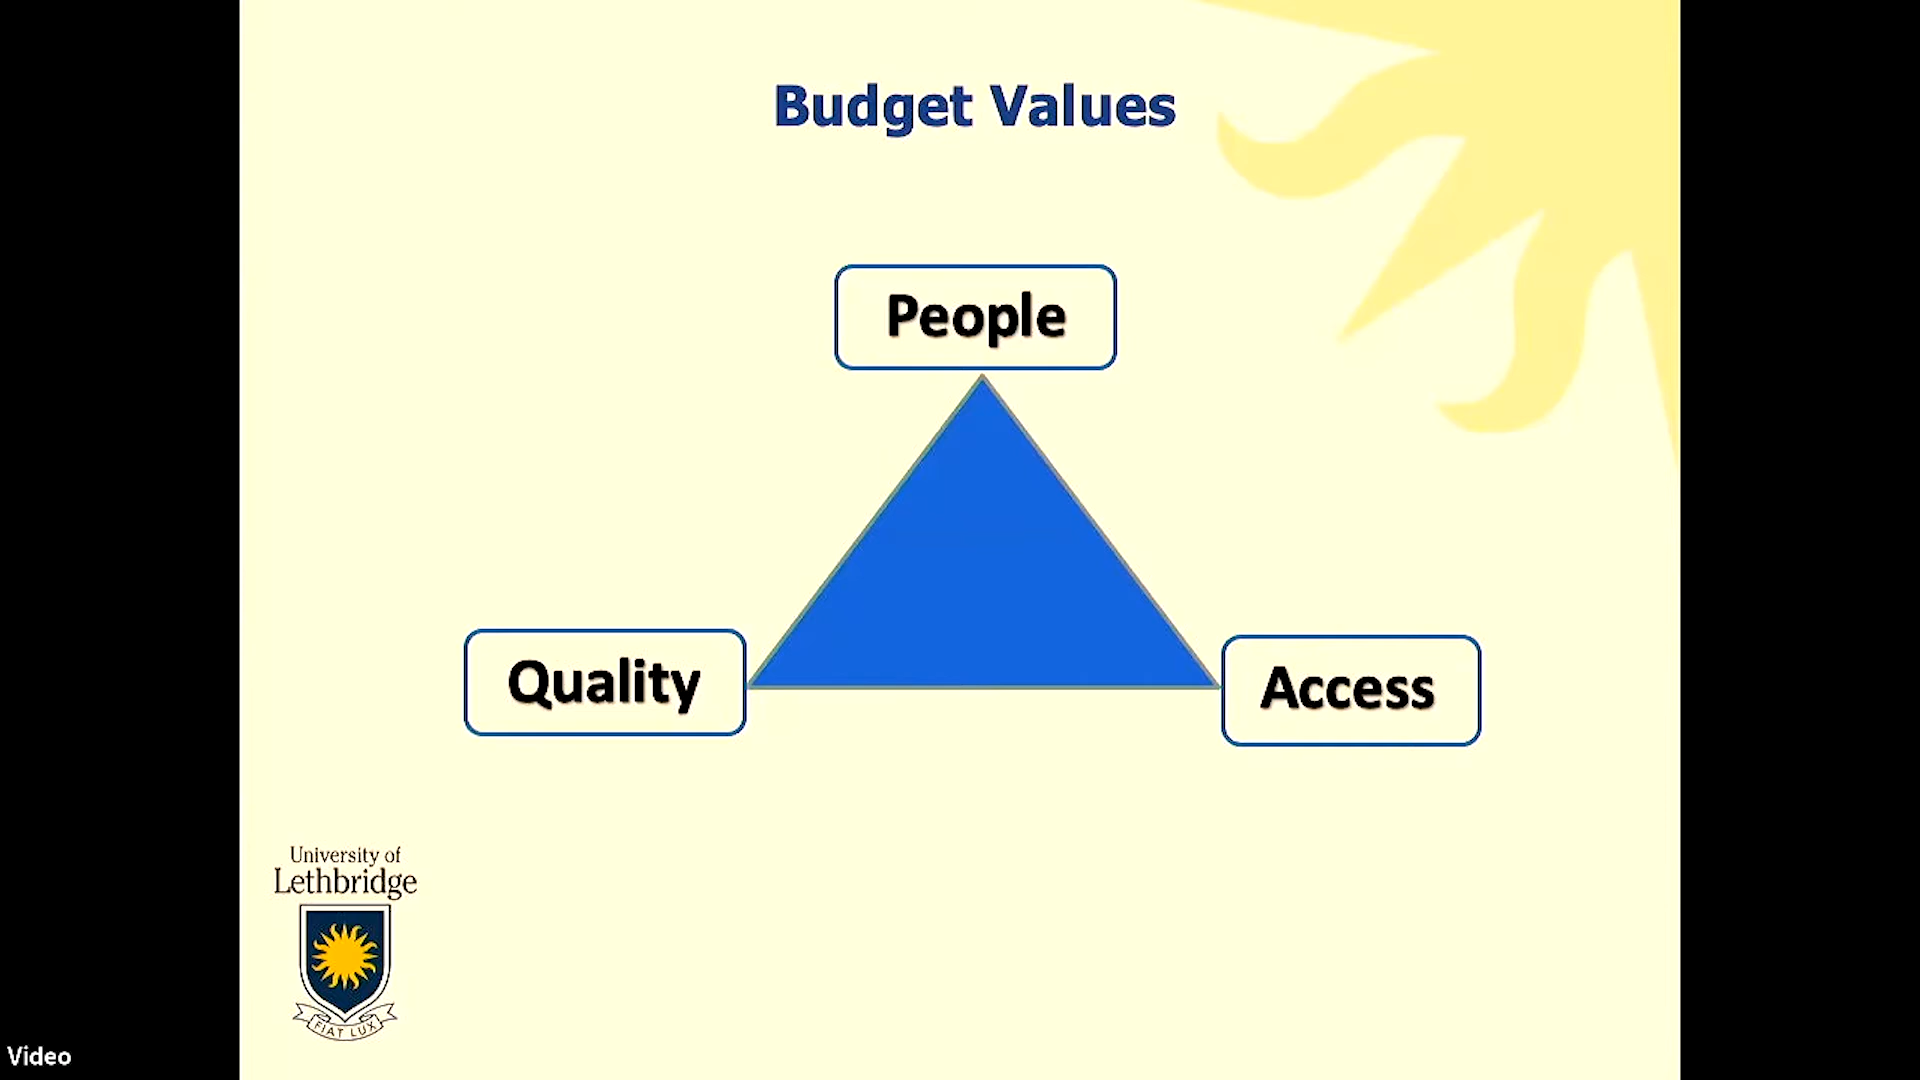 Budget Values
People
Quality
Access
University of
Lethbridge
FIAT LUX
Video